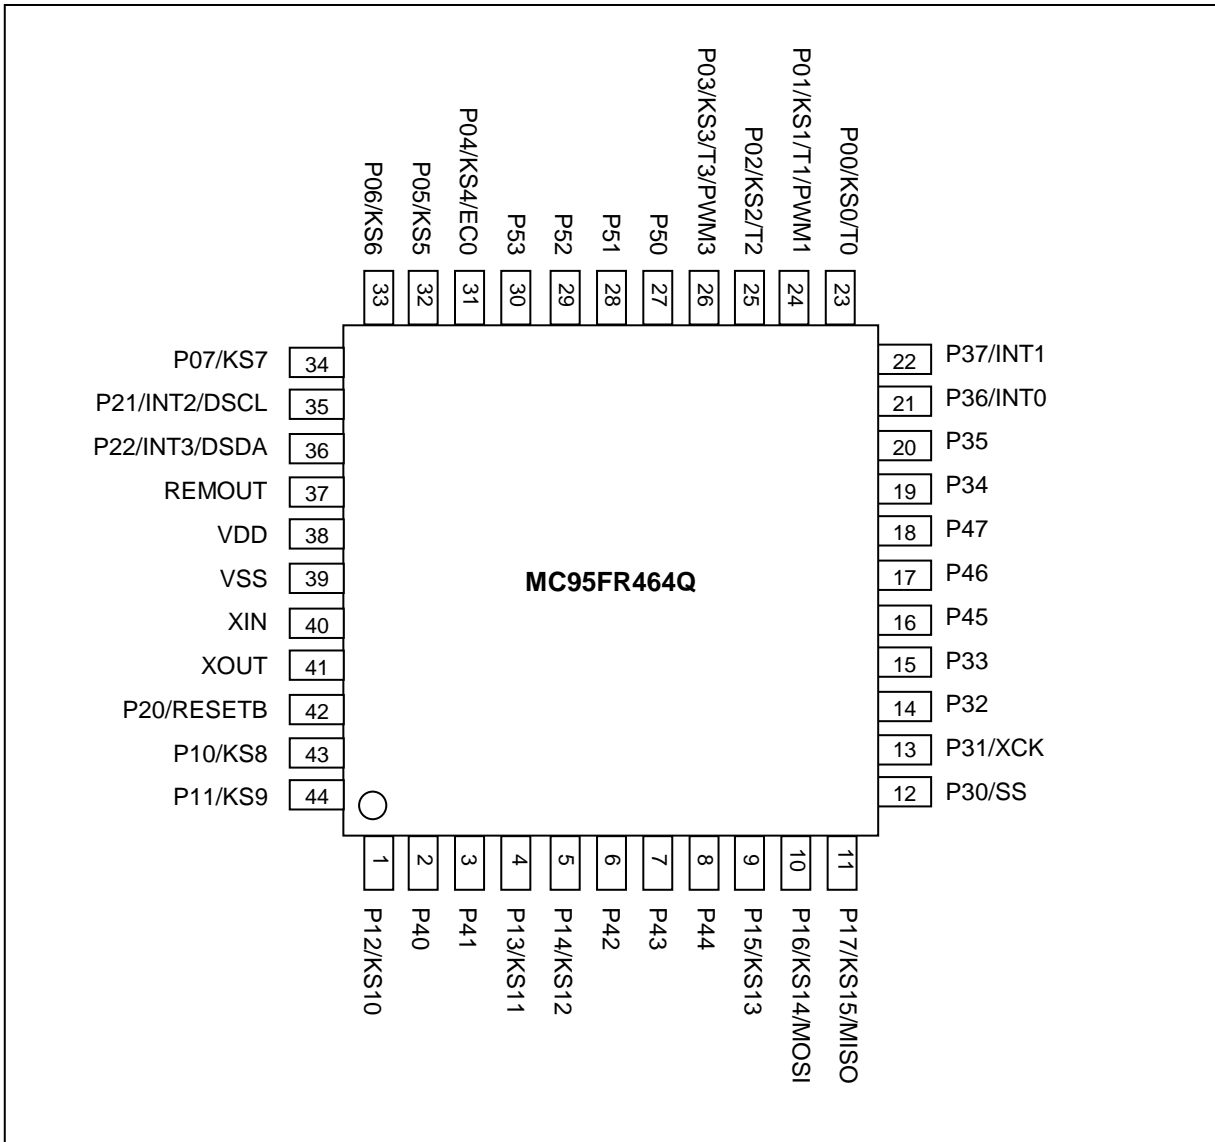 P06/KS6
P05/KS5
P04/KS4/EC0
P53
P52
P51
P50
P03/KS3/T3/PWM3
P02/KS2/T2
P01/KS1/T1/PWM1
P00/KS0/T0
33
32
31
30
29
28
27
26
25
24
23
P07/KS7 34
P21/INT2/DSCL 35
P22/INT3/DSDA 36
REMOUT 37
VDD 38
VSS 39
XIN 40
XOUT 41
P20/RESETB 42
P10/KS8 43
P11/KS9 44
MC95FR464Q
22 P37/INT1
21 P36/INT0
20 P35
19 P34
18 P47
17 P46
16 P45
15 P33
14 P32
13 P31/XCK
12 P30/SS
1
2
3
4
5
6
7
8
9
10
11
P12/KS10
P40
P41
P13/KS11
P14/KS12
P42
P43
P44
P15/KS13
P16/KS14/MOSI
P17/KS15/MISO